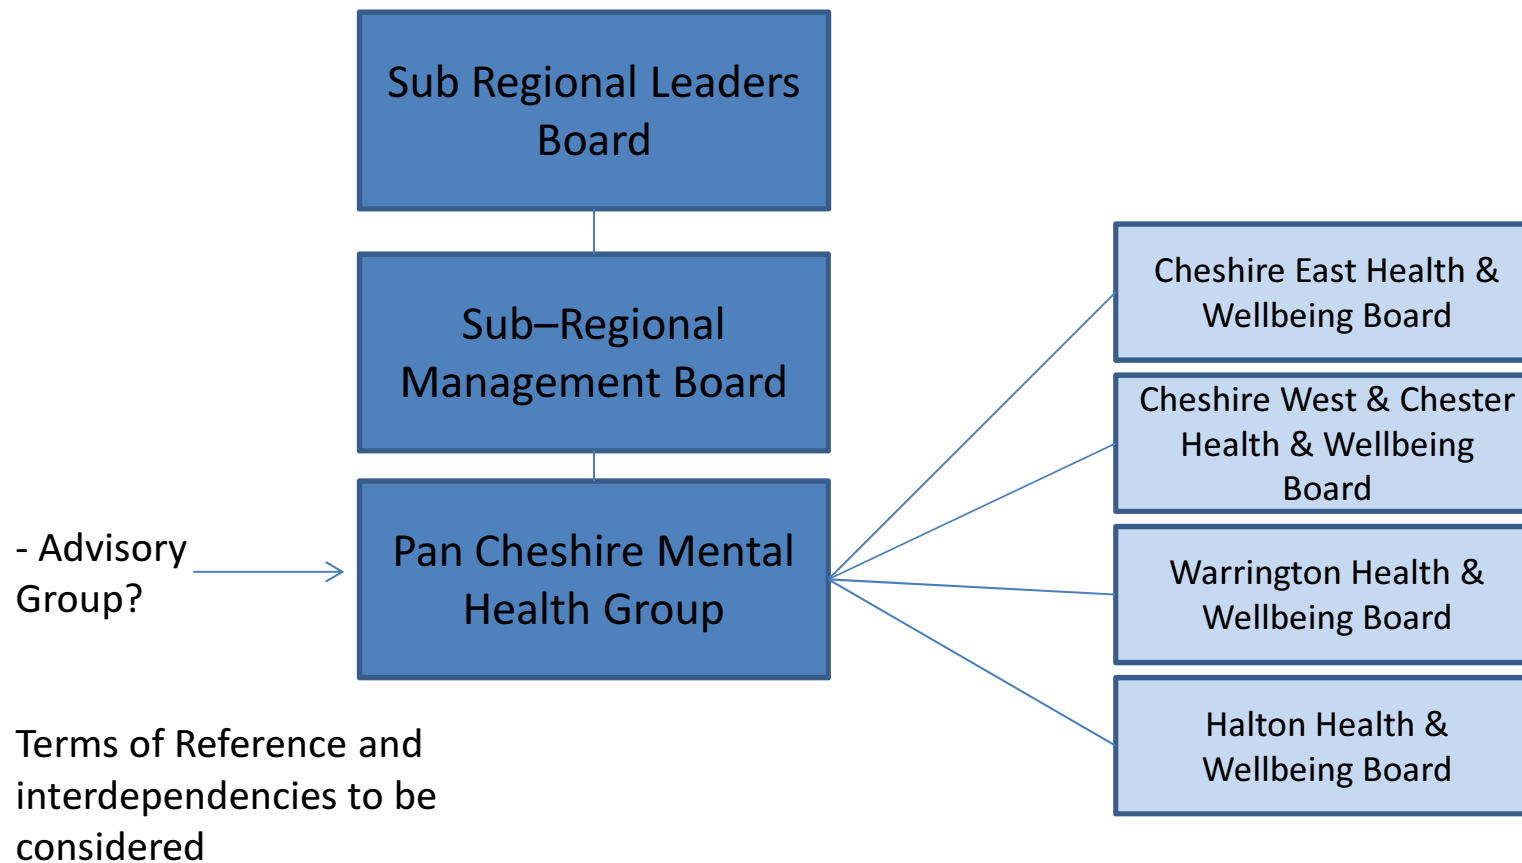 Sub Regional Leaders
Board
Sub–Regional
Management Board
Pan Cheshire Mental
Health Group
- Advisory
Group?
Terms of Reference and
interdependencies to be
considered
Cheshire East Health &
Wellbeing Board
Cheshire West & Chester
Health & Wellbeing
Board
Warrington Health &
Wellbeing Board
Halton Health &
Wellbeing Board